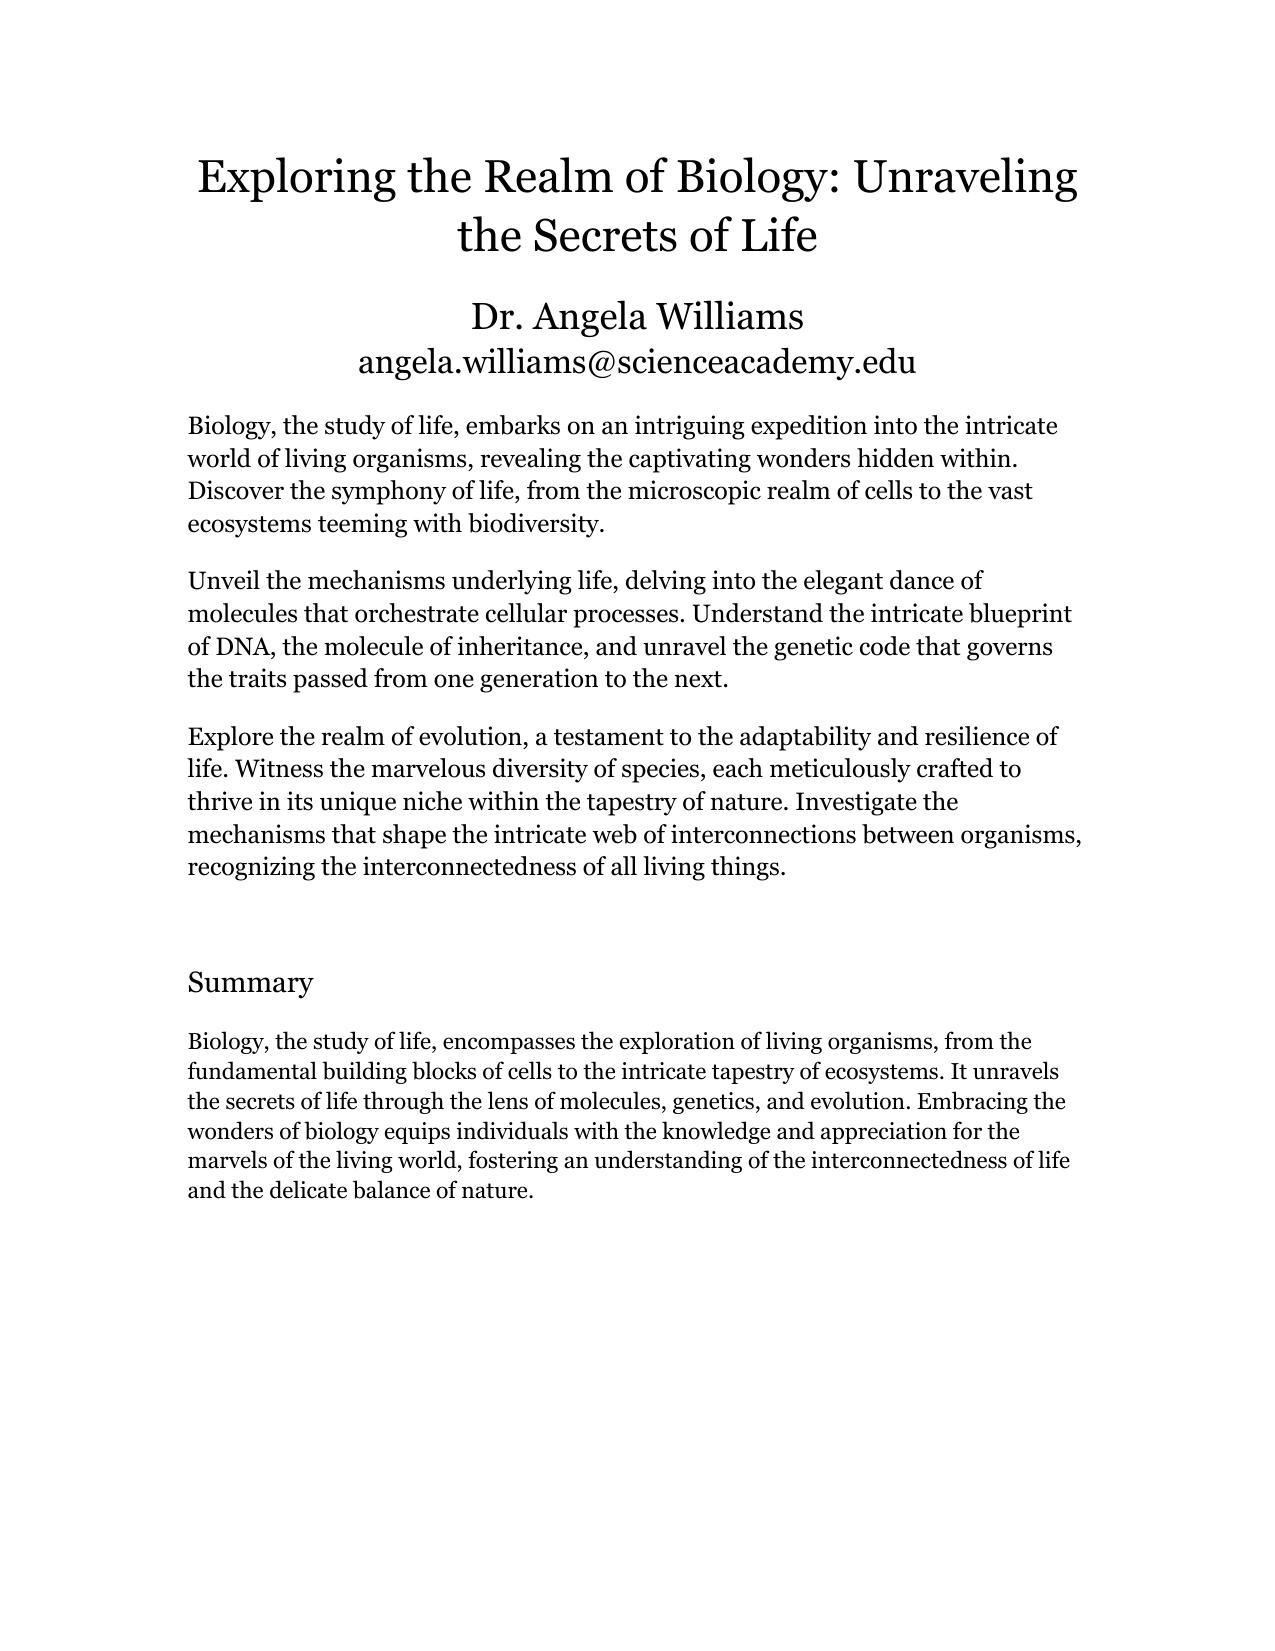 Exploring the Realm of Biology: Unraveling
the Secrets of Life
Dr. Angela Williams
angela.williams@scienceacademy.edu
Biology, the study of life, embarks on an intriguing expedition into the intricate
world of living organisms, revealing the captivating wonders hidden within.
Discover the symphony of life, from the microscopic realm of cells to the vast
ecosystems teeming with biodiversity.
Unveil the mechanisms underlying life, delving into the elegant dance of
molecules that orchestrate cellular processes. Understand the intricate blueprint
of DNA, the molecule of inheritance, and unravel the genetic code that governs
the traits passed from one generation to the next.
Explore the realm of evolution, a testament to the adaptability and resilience of
life. Witness the marvelous diversity of species, each meticulously crafted to
thrive in its unique niche within the tapestry of nature. Investigate the
mechanisms that shape the intricate web of interconnections between organisms,
recognizing the interconnectedness of all living things.
Summary
Biology, the study of life, encompasses the exploration of living organisms, from the
fundamental building blocks of cells to the intricate tapestry of ecosystems. It unravels
the secrets of life through the lens of molecules, genetics, and evolution. Embracing the
wonders of biology equips individuals with the knowledge and appreciation for the
marvels of the living world, fostering an understanding of the interconnectedness of life
and the delicate balance of nature.